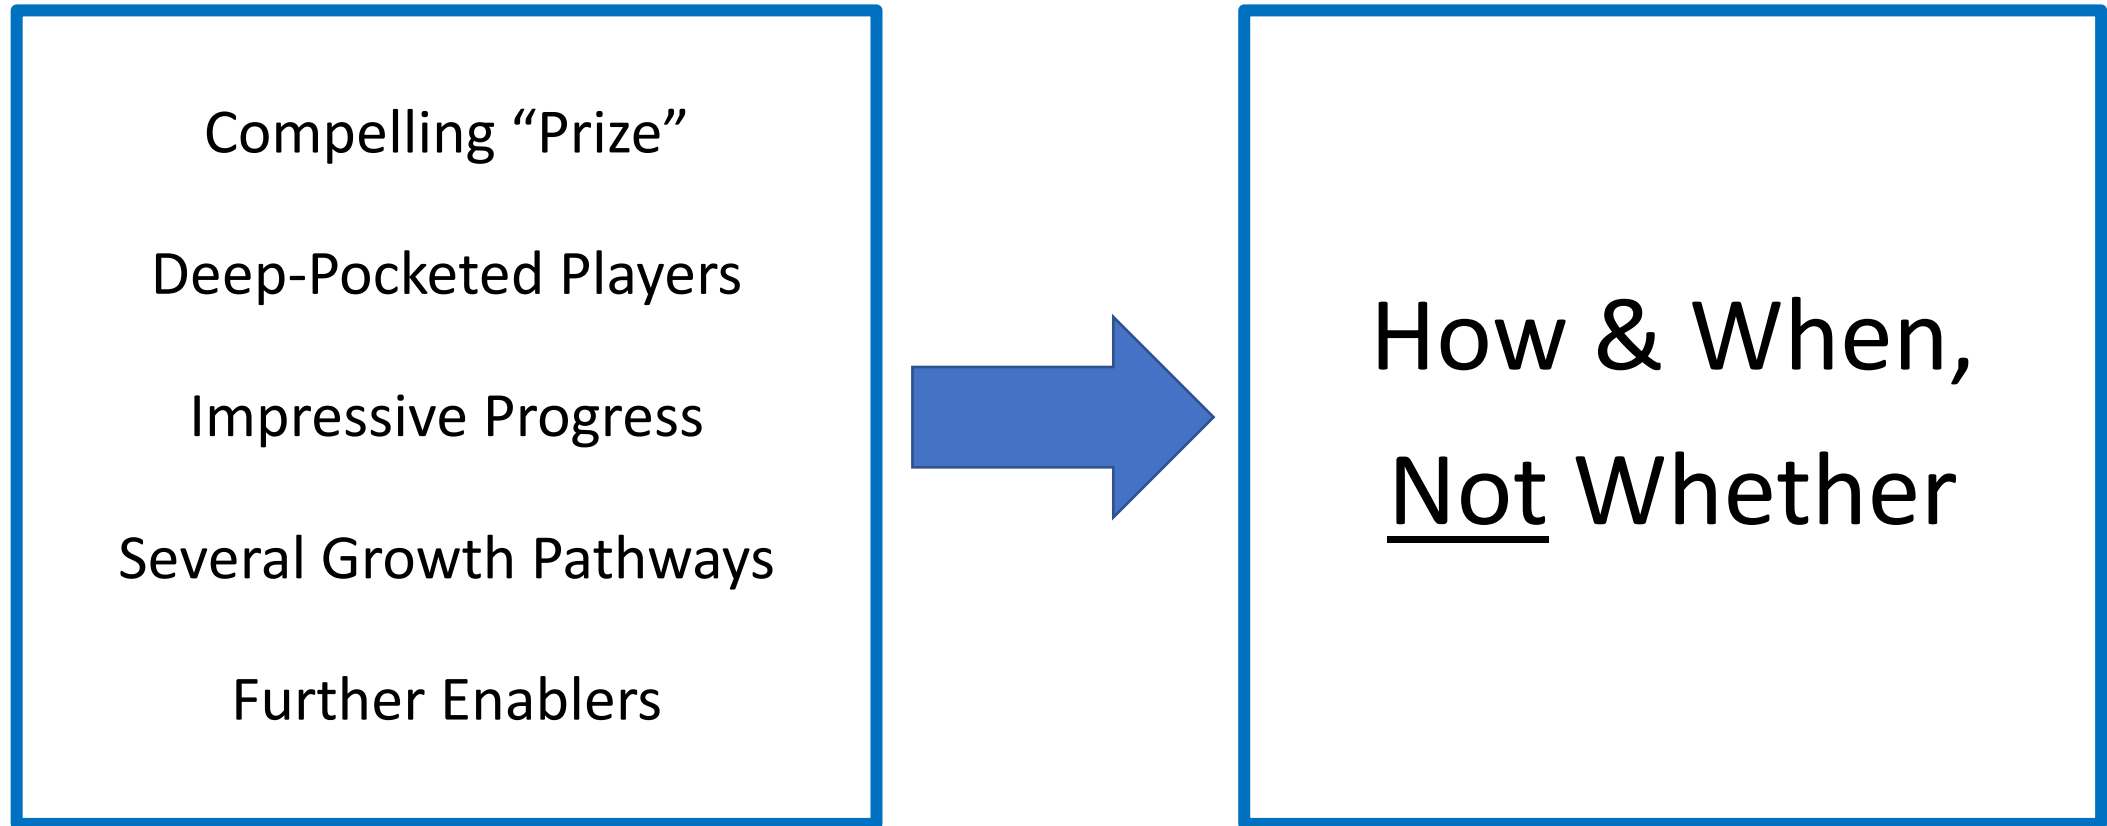 Compelling “Prize”
Deep-Pocketed Players
Impressive Progress
Several Growth Pathways
Further Enablers
How & When,
Not Whether